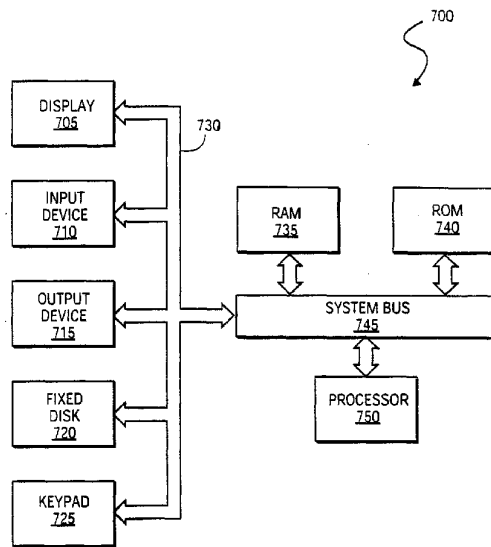 700
DISPLAY
705
730
INPUT
DEVICE
710
RAM
735
ROM
740
OUTPUT
DEVICE
715
SYSTEM BUS
745
FIXED
DISK
720
PROCESSOR
750
KEYPAD
725